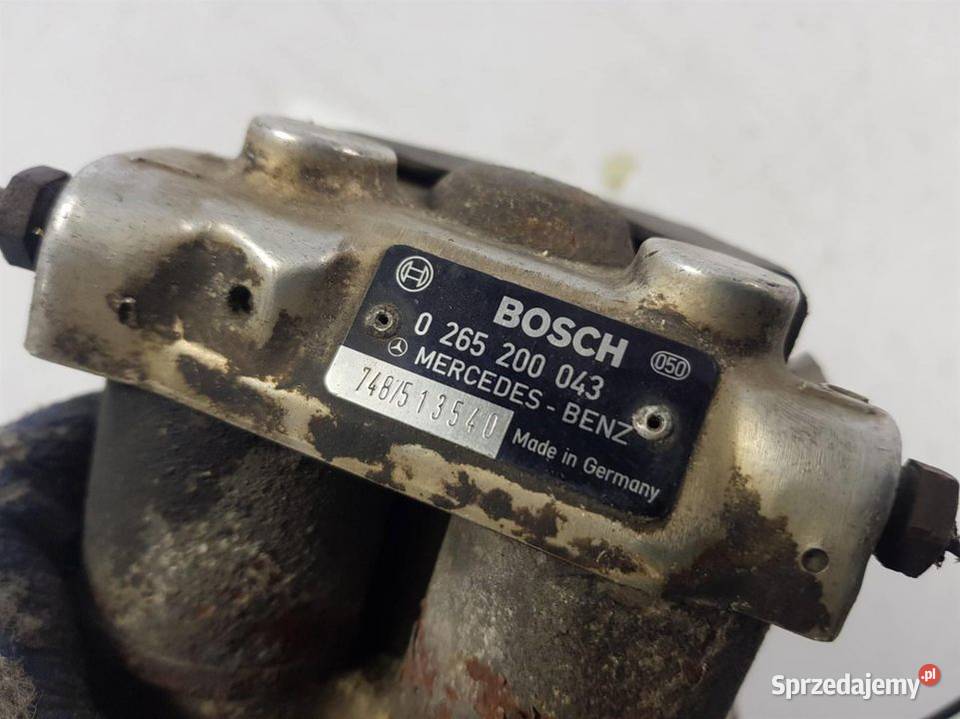 BOSCH
0 265 200 043
050
MERCEDES-BENZ
748/513540
Made in Germany
Sprzedajemy.pl